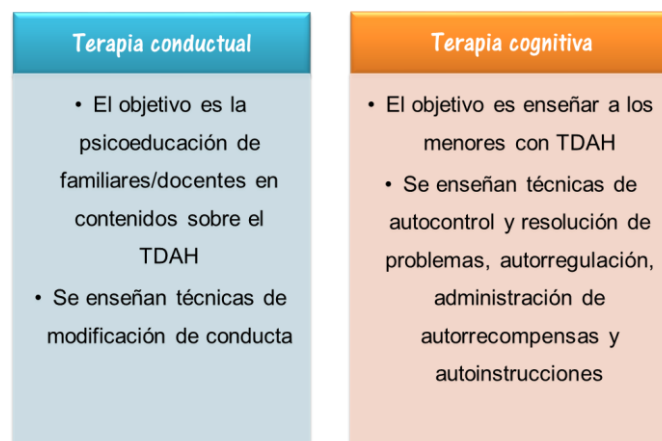 Terapia conductual
• El objetivo es la
psicoeducación de
familiares/docentes en
contenidos sobre el
TDAH
• Se enseñan técnicas de
modificación de conducta
Terapia cognitiva
• El objetivo es enseñar a los
menores con TDAH
• Se enseñan técnicas de
autocontrol y resolución de
problemas, autorregulación,
administración de
autorrecompensas y
autoinstrucciones